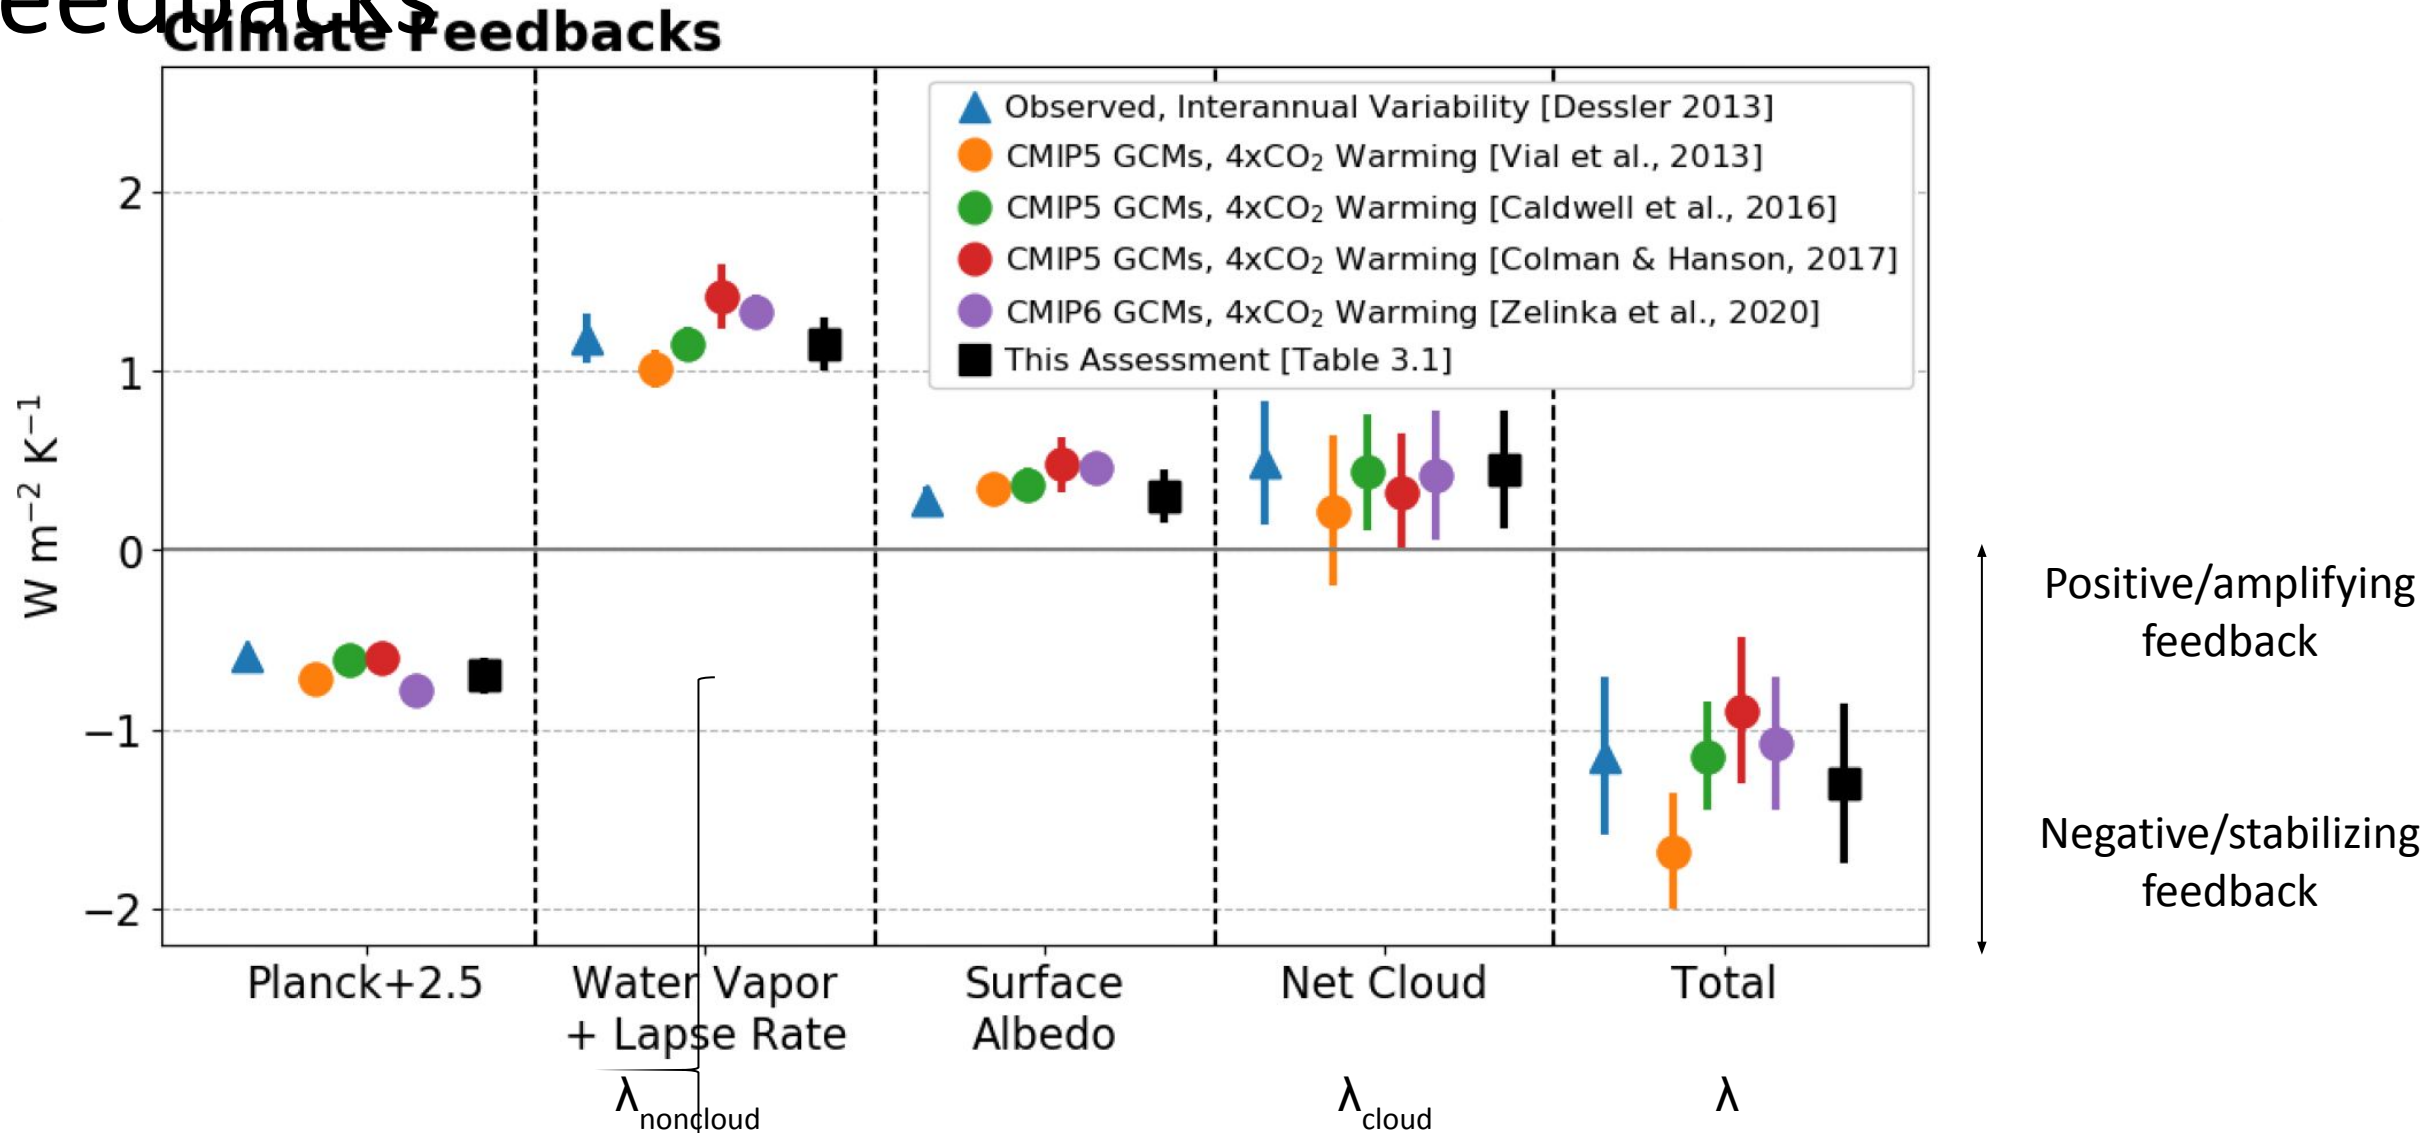 eedbacks
Climate Feedbacks
Observed, Interannual Variability [Dessler 2013]
CMIP5 GCMs, 4xCO₂ Warming [Vial et al., 2013]
CMIP5 GCMs, 4xCO₂ Warming [Caldwell et al., 2016]
CMIP5 GCMs, 4xCO₂ Warming [Colman & Hanson, 2017]
CMIP6 GCMs, 4xCO₂ Warming [Zelinka et al., 2020]
This Assessment [Table 3.1]
W m⁻² K⁻¹
2
1
0
−1
−2
Positive/amplifying
feedback
Negative/stabilizing
feedback
Planck+2.5
Water Vapor
+ Lapse Rate
Surface
Albedo
Net Cloud
Total
λnoncloud
λcloud
λ